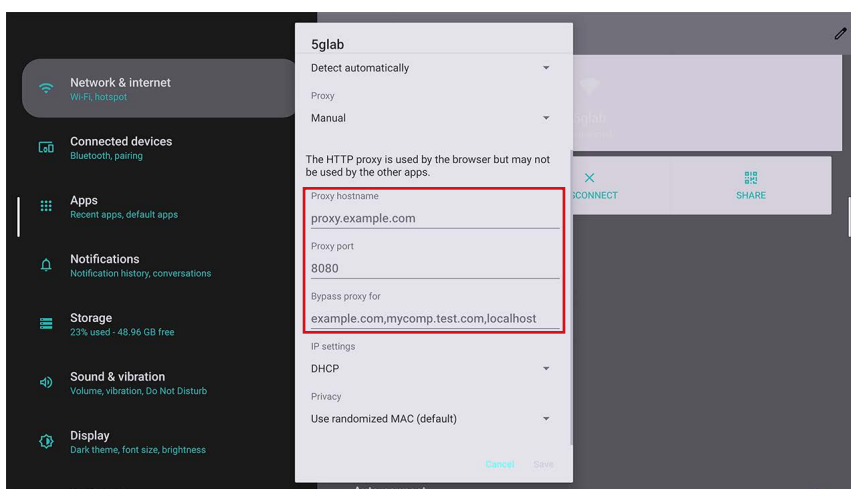 Network & internet
Wi-Fi, hotspot
Connected devices
Bluetooth, pairing
Apps
Recent apps, default apps
Notifications
Notification history, conversations
Storage
23% used - 48.96 GB free
Sound & vibration
Volume, vibration, Do Not Disturb
Display
Dark theme, font size, brightness
5glab
Detect automatically
Proxy
Manual
The HTTP proxy is used by the browser but may not
be used by the other apps.
Proxy hostname
proxy.example.com
Proxy port
8080
Bypass proxy for
example.com,mycomp.test.com,localhost
IP settings
DHCP
Privacy
Use randomized MAC (default)
Cancel Save
5glab
SCONNECT
SHARE